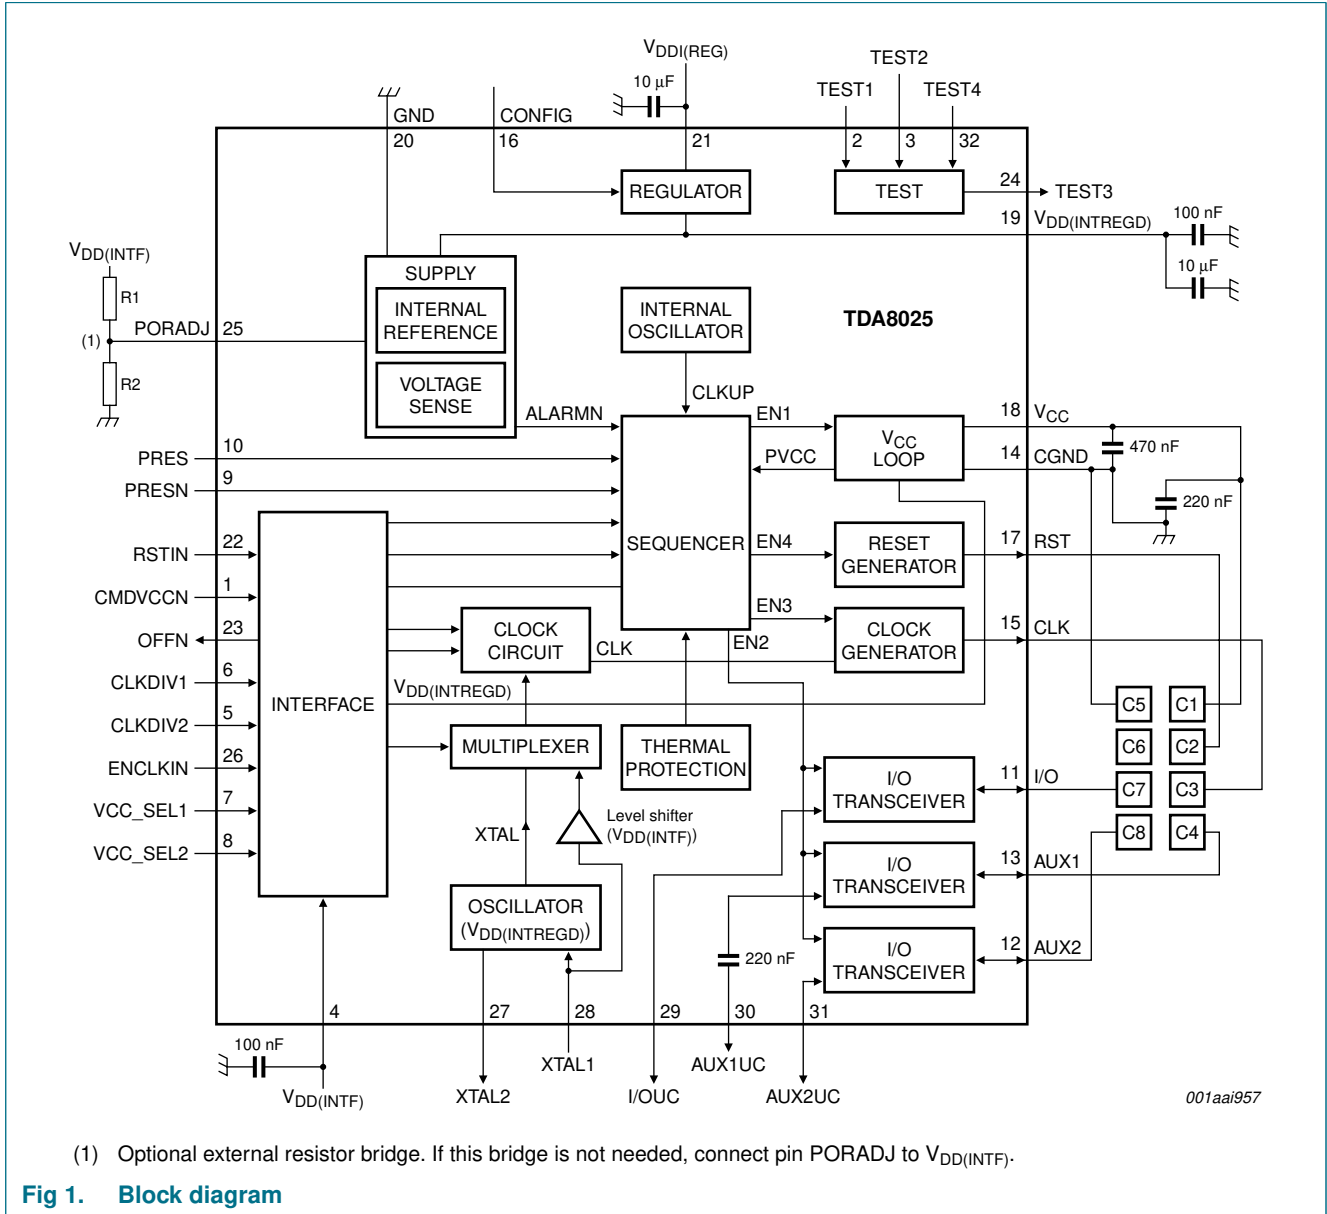 VDDI(REG)
10 μF
TEST2
TEST1
TEST4
GND
CONFIG
20
16
21
2
3
32
REGULATOR
TEST
24
TEST3
19
VDD(INTREGD)
100 nF
10 μF
VDD(INTF)
R1
(1)
PORADJ
25
R2
SUPPLY
INTERNAL
REFERENCE
VOLTAGE
SENSE
INTERNAL
OSCILLATOR
TDA8025
CLKUP
ALARMN
EN1
VCC
LOOP
18
VCC
PVCC
14
CGND
470 nF
220 nF
10
PRES
9
PRESN
SEQUENCER
EN4
RESET
GENERATOR
17
RST
22
RSTIN
1
CMDVCCN
23
OFFN
6
CLKDIV1
5
CLKDIV2
26
ENCLKIN
7
VCC_SEL1
8
VCC_SEL2
INTERFACE
CLOCK
CIRCUIT
CLK
EN3
EN2
CLOCK
GENERATOR
15
CLK
VDD(INTREGD)
MULTIPLEXER
THERMAL
PROTECTION
C5
C1
C6
C2
C7
C3
C8
C4
I/O
TRANSCEIVER
11
I/O
XTAL
Level shifter
(VDD(INTF))
I/O
TRANSCEIVER
13
AUX1
OSCILLATOR
(VDD(INTREGD))
220 nF
I/O
TRANSCEIVER
12
AUX2
4
27
28
29
30
31
100 nF
VDD(INTF)
XTAL2
XTAL1
I/OUC
AUX1UC
AUX2UC
001aai957
(1) Optional external resistor bridge. If this bridge is not needed, connect pin PORADJ to VDD(INTF).
Fig 1. Block diagram